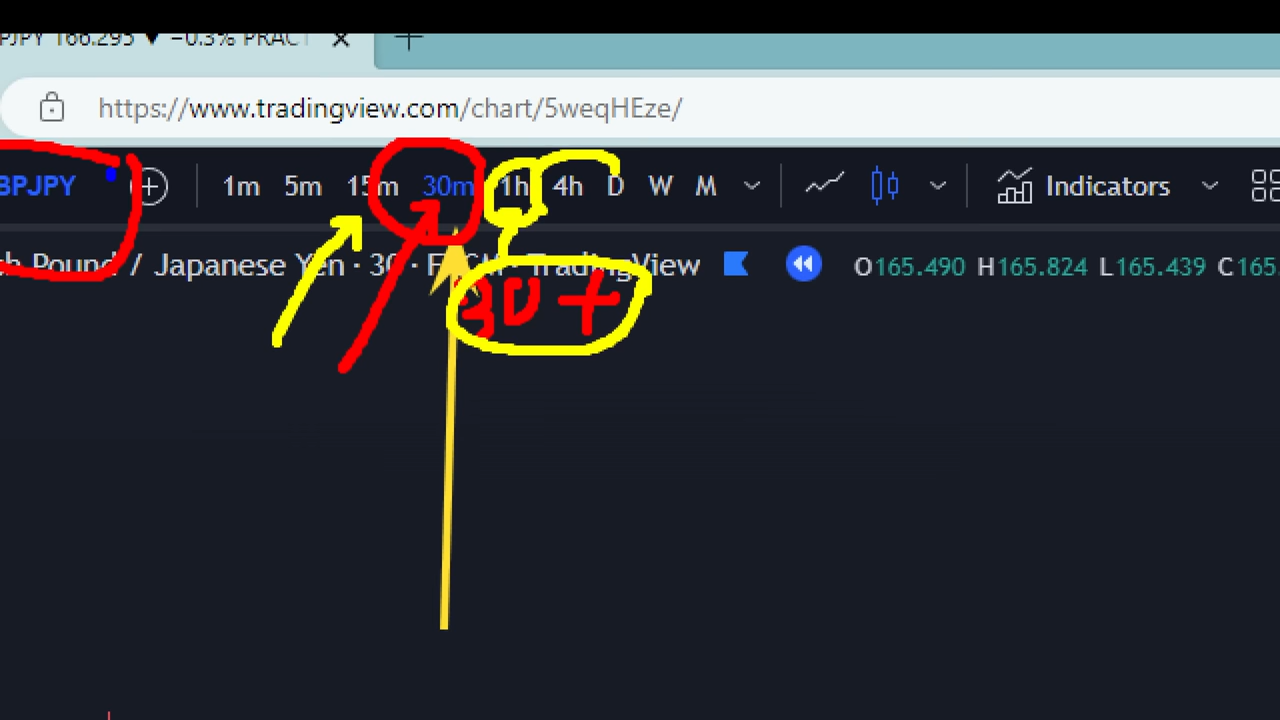 PJPY 166.295 ▼ −0.3% PRACT
https://www.tradingview.com/chart/5weqHEze/
BPJPY 1m 5m 15m 30m 1h 4h D W M Indicators
h Pound / Japanese Yen · 30 · TradingView O165.490 H165.824 L165.439 C165.
30 +